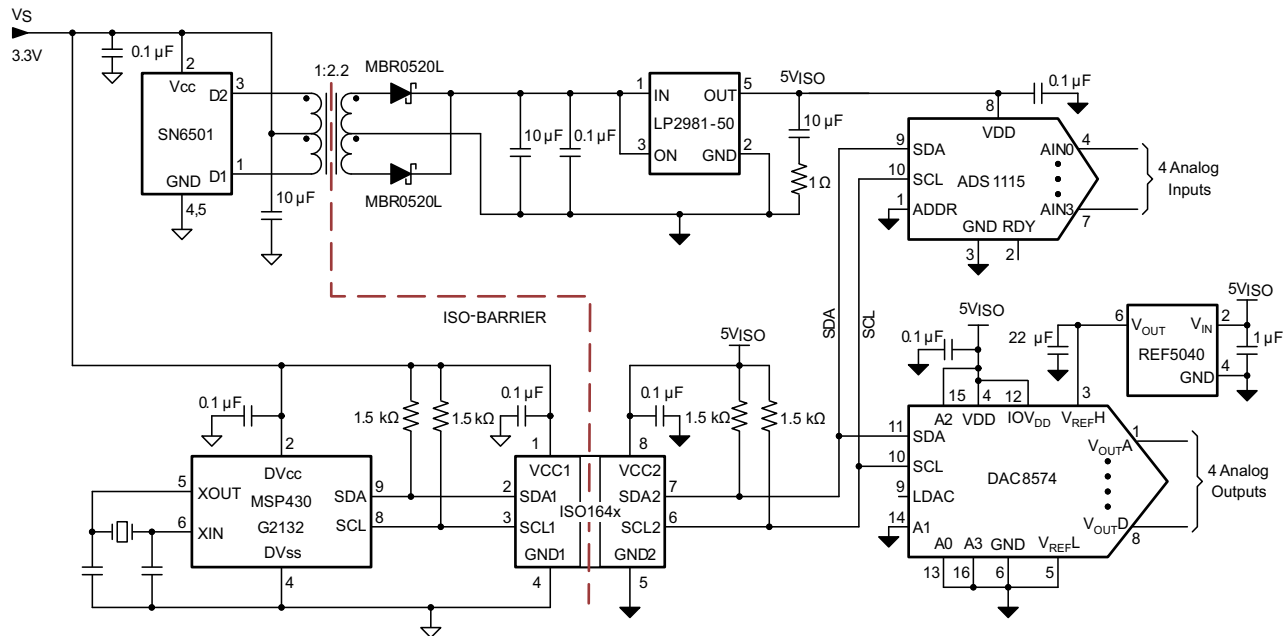 VS
3.3V
0.1 µF
2
Vcc
D2
3
SN6501
GND
D1
1
4,5
10 µF
1:2.2
MBR0520L
MBR0520L
10 µF
0.1 µF
1
IN
OUT
5
LP2981-50
3
ON
GND
2
5VISO
10 µF
1 Ω
0.1 µF
8
VDD
9
SDA
AIN0
4
10
SCL
ADS1115
1
ADDR
AIN3
7
GND
RDY
3
2
4 Analog
Inputs
ISO-BARRIER
SDA
SCL
5VISO
0.1 µF
22
µF
6
VOUT
VIN
2
REF5040
GND
4
5VISO
1 µF
15
4
12
3
A2
VDD
IOVDD
VREFH
11
SDA
VOUTA
1
10
SCL
DAC8574
9
LDAC
14
A1
VOUTD
8
A0
A3
GND
VREFL
13
16
6
5
4 Analog
Outputs
0.1 µF
2
DVcc
5
XOUT
MSP430
SDA
9
6
XIN
G2132
SCL
8
DVss
4
1.5 kΩ
1.5 kΩ
0.1 µF
1
VCC1
2
SDA1
3
SCL1
GND1
4
ISO164x
5VISO
0.1 µF
8
VCC2
SDA2
7
SCL2
6
GND2
5
1.5 kΩ
1.5 kΩ